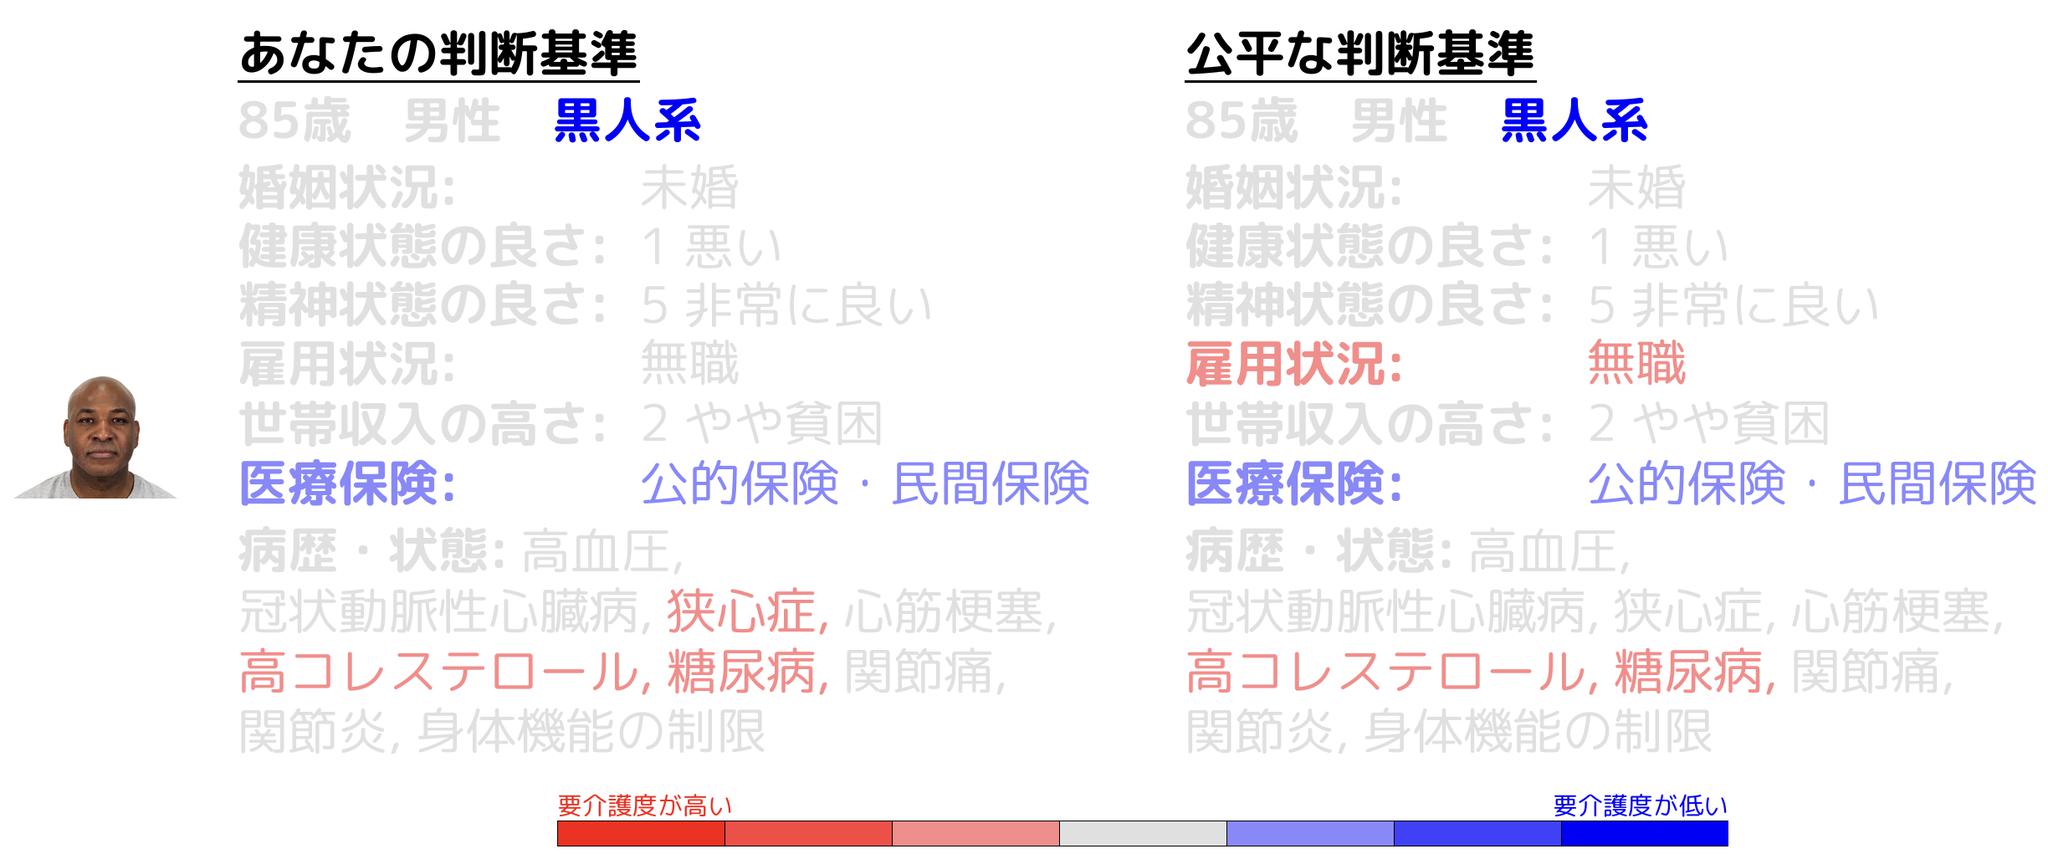 あなたの判断基準
85歳 男性 黒人系
婚姻状況: 未婚
健康状態の良さ: 1 悪い
精神状態の良さ: 5 非常に良い
雇用状況: 無職
世帯収入の高さ: 2 やや貧困
医療保険: 公的保険・民間保険
病歴・状態: 高血圧,
冠状動脈性心臓病, 狭心症, 心筋梗塞,
高コレステロール, 糖尿病, 関節痛,
関節炎, 身体機能の制限
公平な判断基準
85歳 男性 黒人系
婚姻状況: 未婚
健康状態の良さ: 1 悪い
精神状態の良さ: 5 非常に良い
雇用状況: 無職
世帯収入の高さ: 2 やや貧困
医療保険: 公的保険・民間保険
病歴・状態: 高血圧,
冠状動脈性心臓病, 狭心症, 心筋梗塞,
高コレステロール, 糖尿病, 関節痛,
関節炎, 身体機能の制限
要介護度が高い
要介護度が低い